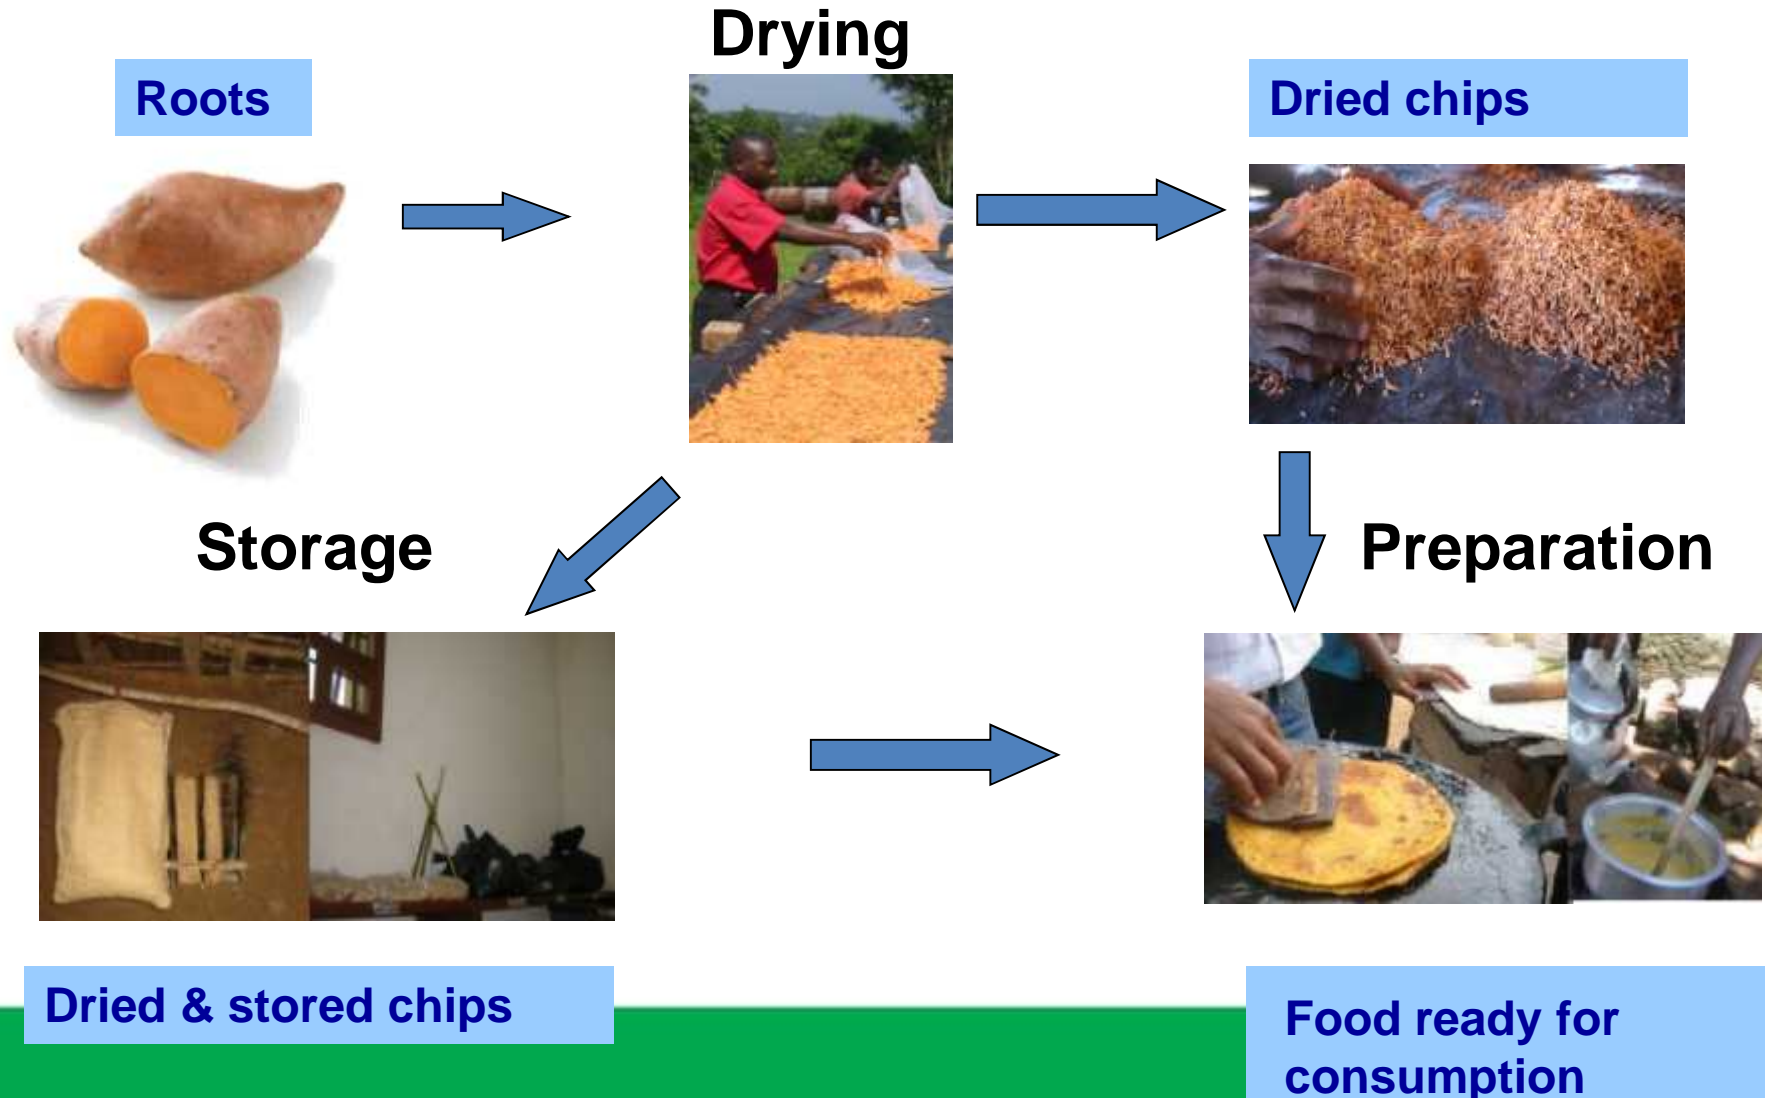 Drying
Roots
Dried chips
Storage
Preparation
Dried & stored chips
Food ready for
consumption